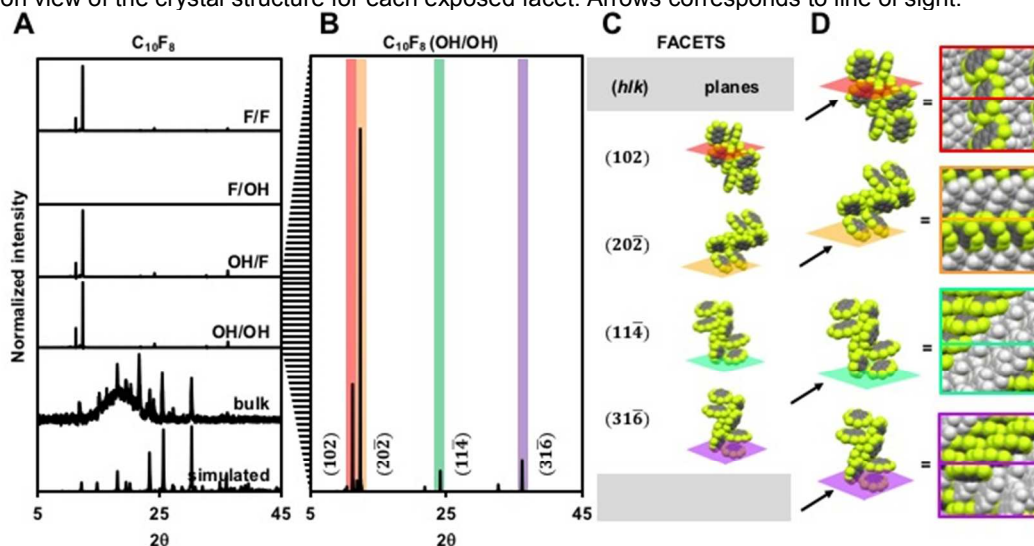 on view of the crystal structure for each exposed facet. Arrows corresponds to line of sight.
A
C₁₀F₈
F/F
F/OH
OH/F
OH/OH
bulk
simulated
Normalized intensity
5 25 45
2θ
B
C₁₀F₈ (OH/OH)
(102)
(202̅)
(114̅)
(316̅)
5 25 45
2θ
C
FACETS
(hlk) planes
(102)
(202̅)
(114̅)
(316̅)
D
=
=
=
=